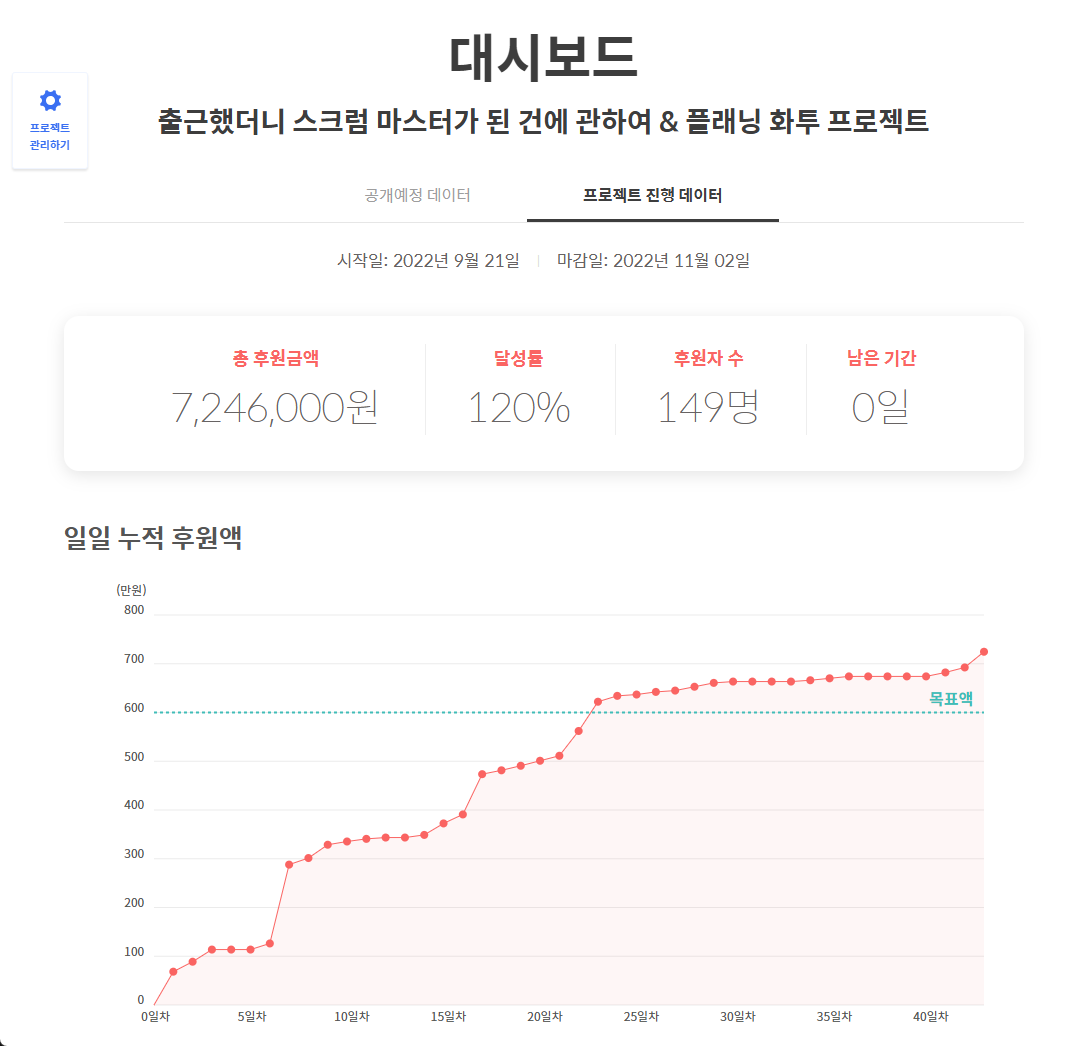 대시보드
프로젝트
관리하기
출근했더니 스크럼 마스터가 된 건에 관하여 & 플래닝 화투 프로젝트
공개예정 데이터
프로젝트 진행 데이터
시작일: 2022년 9월 21일
마감일: 2022년 11월 02일
총 후원금액
7,246,000원
달성률
120%
후원자 수
149명
남은 기간
0일
일일 누적 후원액
(만원)
800
700
600
500
400
300
200
100
0
목표액
0일차
5일차
10일차
15일차
20일차
25일차
30일차
35일차
40일차